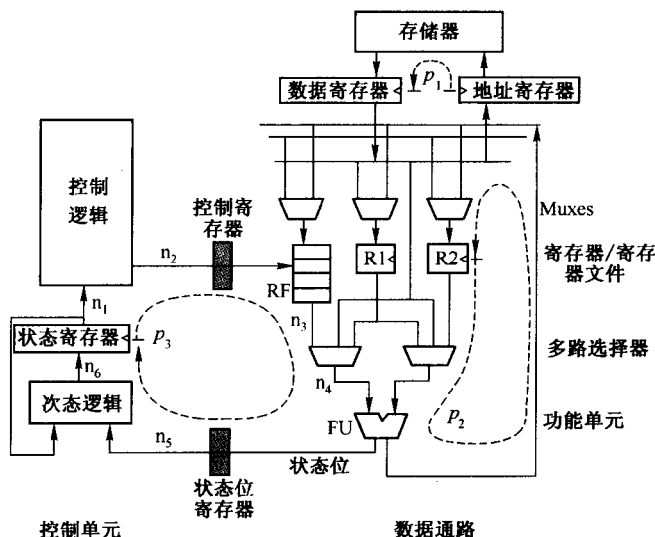 存储器
数据寄存器
p1
地址寄存器
控制
逻辑
控制寄
存器
n2
Muxes
R1
R2
寄存器/寄存
器文件
RF
n1
n3
状态寄存器
p3
n6
多路选择器
n4
次态逻辑
FU
p2
功能单元
n5
状态位
状态位
寄存器
控制单元
数据通路